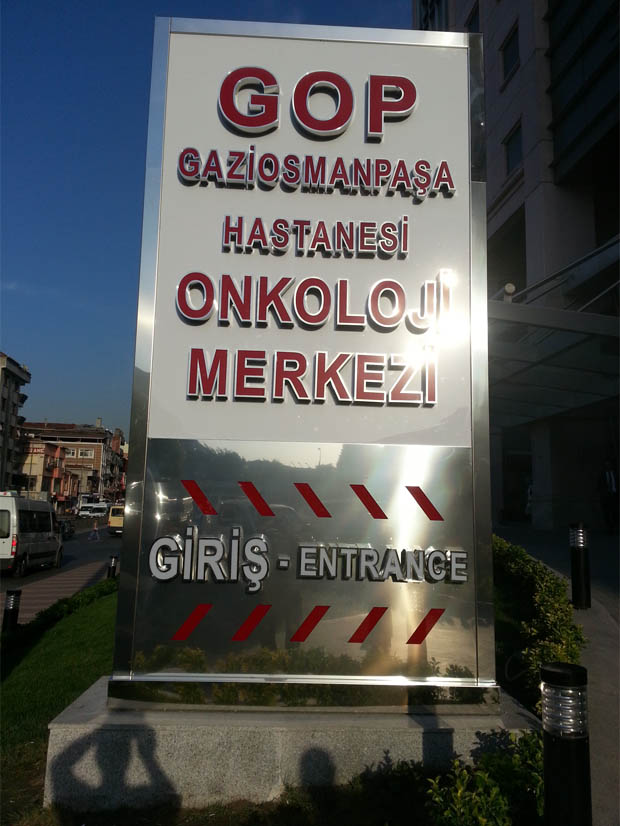 GOP
GAZİOSMANPAŞA
HASTANESİ
ONKOLOJİ
MERKEZİ
GİRİŞ - ENTRANCE